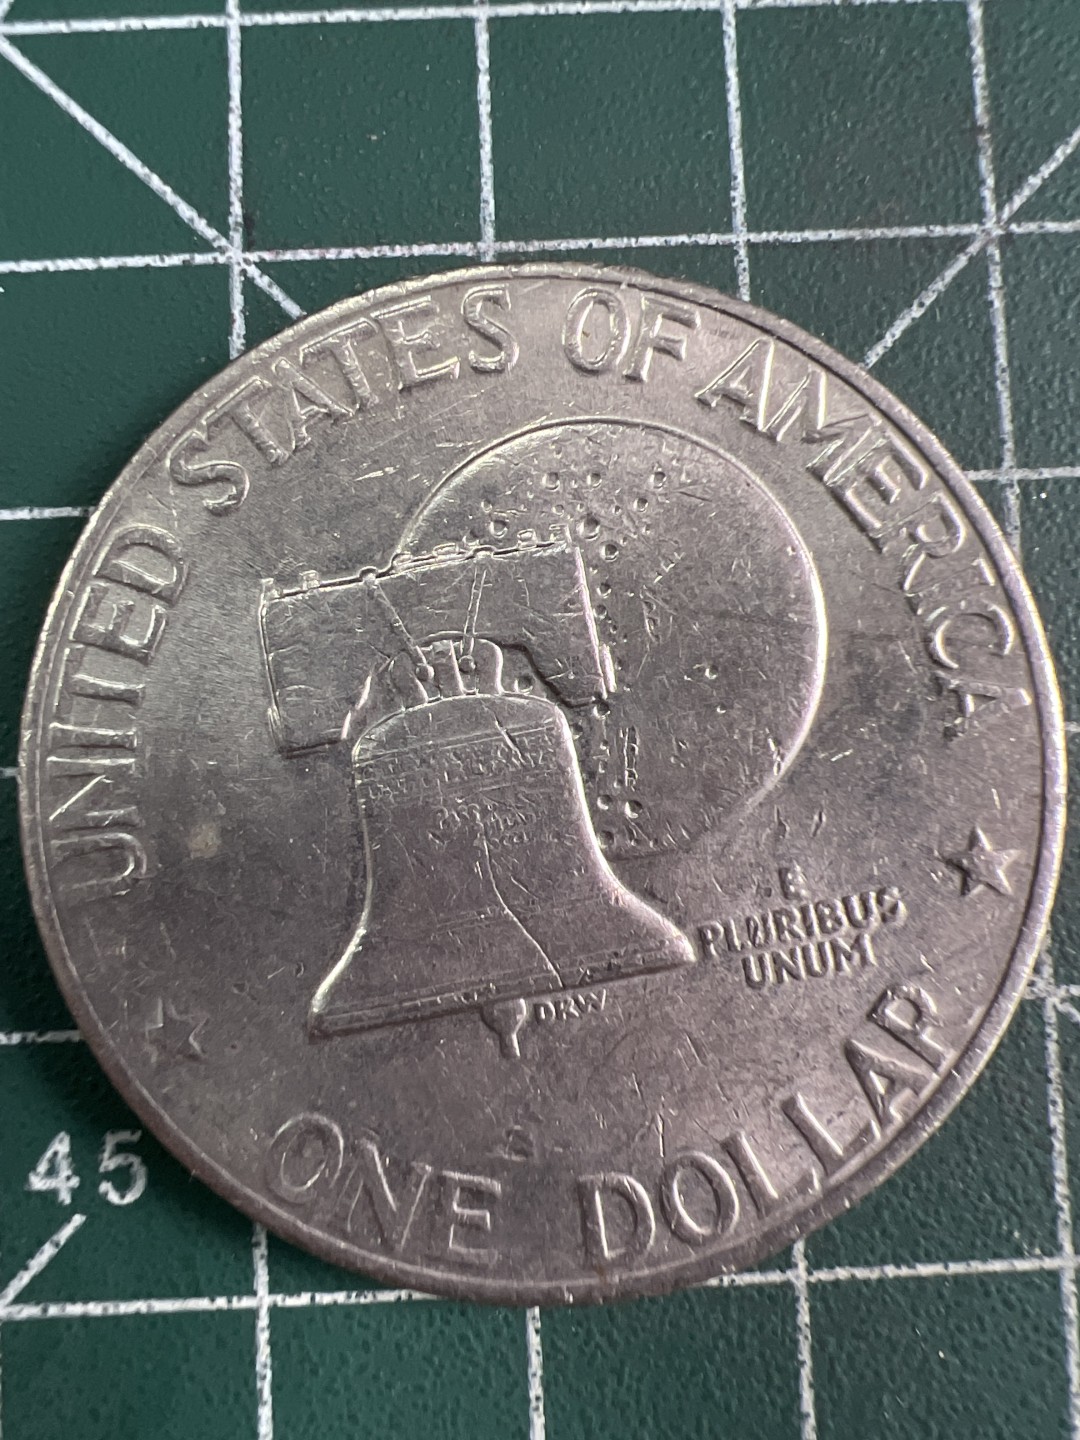 UNITED STATES OF AMERICA
E
PLURIBUS
UNUM
DRW
ONE DOLLAR
45